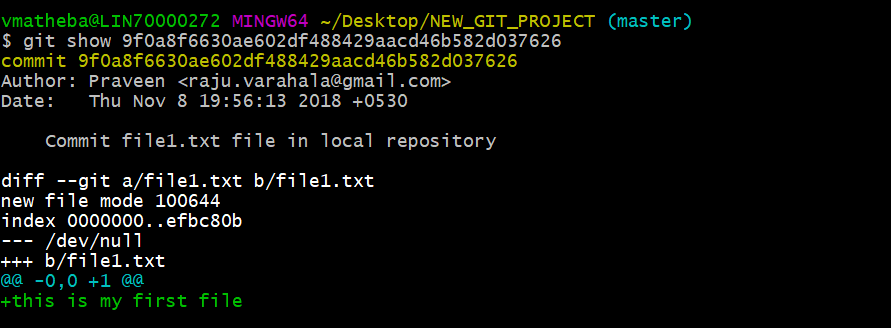 vmatheba@LIN70000272 MINGW64 ~/Desktop/NEW_GIT_PROJECT (master)
$ git show 9f0a8f6630ae602df488429aacd46b582d037626
commit 9f0a8f6630ae602df488429aacd46b582d037626
Author: Praveen <raju.varahala@gmail.com>
Date:   Thu Nov 8 19:56:13 2018 +0530
    Commit file1.txt file in local repository
diff --git a/file1.txt b/file1.txt
new file mode 100644
index 0000000..efbc80b
--- /dev/null
+++ b/file1.txt
@@ -0,0 +1 @@
+this is my first file